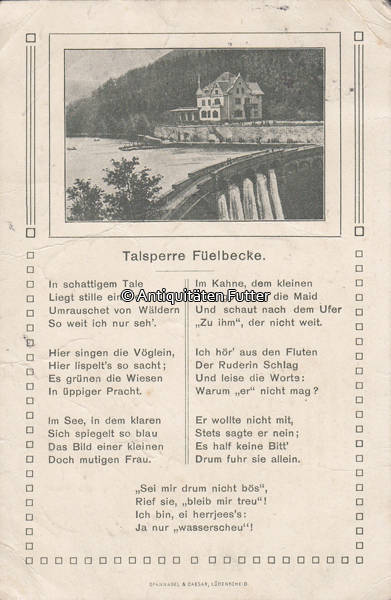 Talsperre Füelbecke.
In schattigem Tale
Liegt stille ein
Umrauschet von Wäldern
So weit ich nur seh'.
Hier singen die Vöglein,
Hier lispelt's so sacht;
Es grünen die Wiesen
In üppiger Pracht.
Im See, in dem klaren
Sich spiegelt so blau
Das Bild einer kleinen
Doch mutigen Frau.
Im Kahne, dem kleinen
die Maid
Und schaut nach dem Ufer
„Zu ihm", der nicht weit.
Ich hör' aus den Fluten
Der Ruderin Schlag
Und leise die Worte:
Warum „er" nicht mag?
Er wollte nicht mit,
Stets sagte er nein;
Es half keine Bitt'
Drum fuhr sie allein.
„Sei mir drum nicht bös",
Rief sie, „bleib mir treu"!
Ich bin, ei herrjees's:
Ja nur „wasserscheu"!
© Antiquitäten Futter
SPANNAGEL & CAESAR, LÜDENSCHEID.